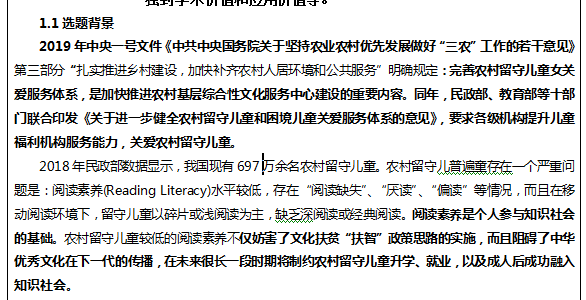 独到学术价值和应用价值等。
1.1 选题背景
2019 年中央一号文件《中共中央国务院关于坚持农业农村优先发展做好“三农”工作的若干意见》
第三部分“扎实推进乡村建设，加快补齐农村人居环境和公共服务”明确规定：完善农村留守儿童女关
爱服务体系，是加快推进农村基层综合性文化服务中心建设的重要内容。同年，民政部、教育部等十部
门联合印发《关于进一步健全农村留守儿童和困境儿童关爱服务体系的意见》，要求各级机构提升儿童
福利机构服务能力，关爱农村留守儿童。
2018 年民政部数据显示，我国现有 697 万余名农村留守儿童。农村留守儿普遍童存在一个严重问
题是：阅读素养(Reading Literacy)水平较低，存在“阅读缺失”、“厌读”、“偏读”等情况，而且在移
动阅读环境下，留守儿童以碎片或浅阅读为主，缺乏深阅读或经典阅读。阅读素养是个人参与知识社会
的基础。农村留守儿童较低的阅读素养不仅妨害了文化扶贫“扶智”政策思路的实施，而且阻碍了中华
优秀文化在下一代的传播，在未来很长一段时期将制约农村留守儿童升学、就业，以及成人后成功融入
知识社会。